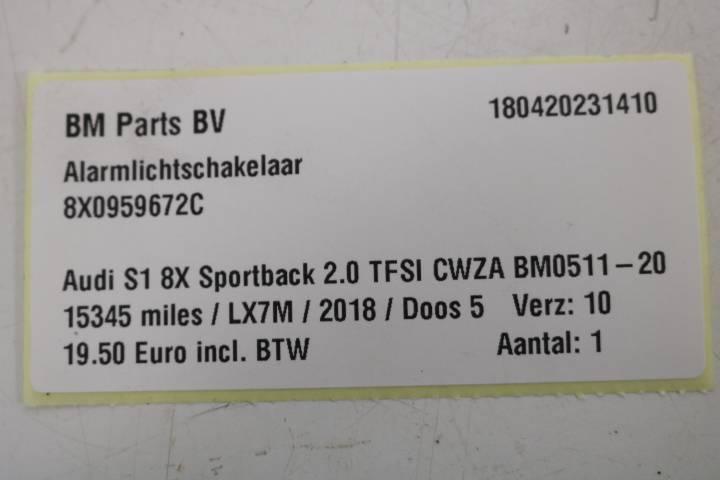 BM Parts BV 180420231410
Alarmlichtschakelaar
8X0959672C
Audi S1 8X Sportback 2.0 TFSI CWZA BM0511-20
15345 miles / LX7M / 2018 / Doos 5 Verz: 10
19.50 Euro incl. BTW Aantal: 1